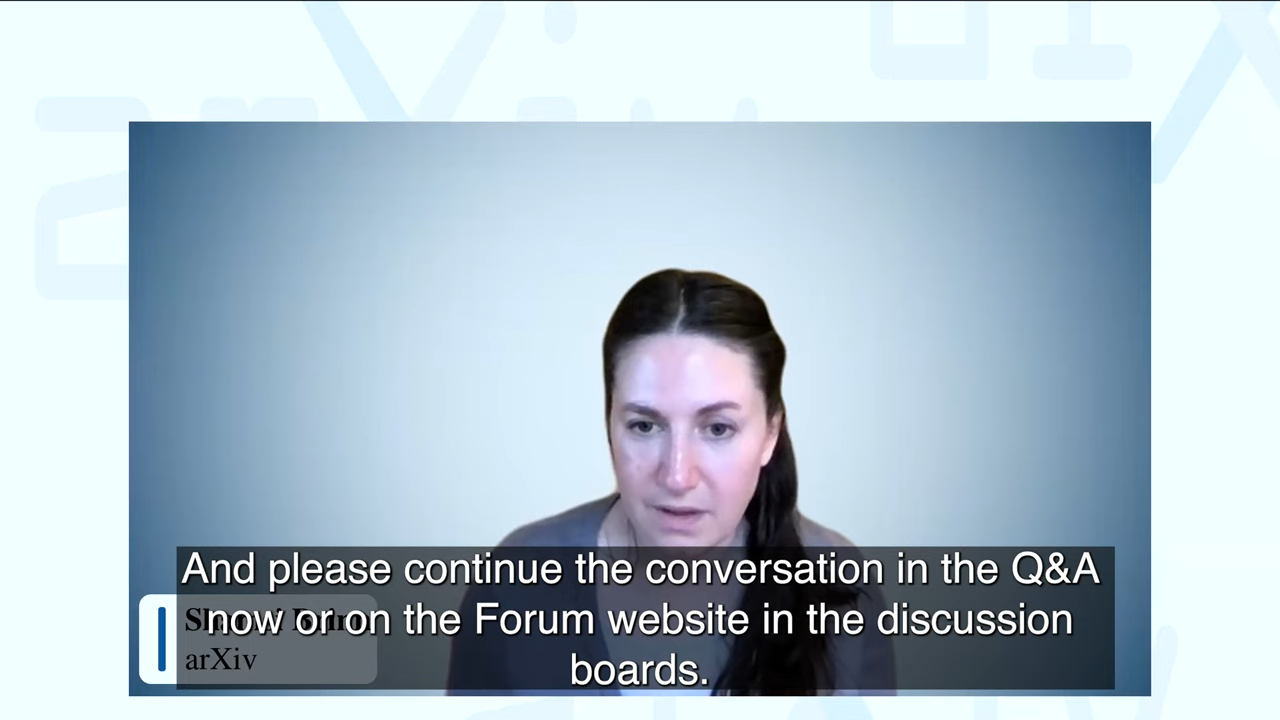 And please continue the conversation in the Q&A
now or on the Forum website in the discussion
boards.
arXiv